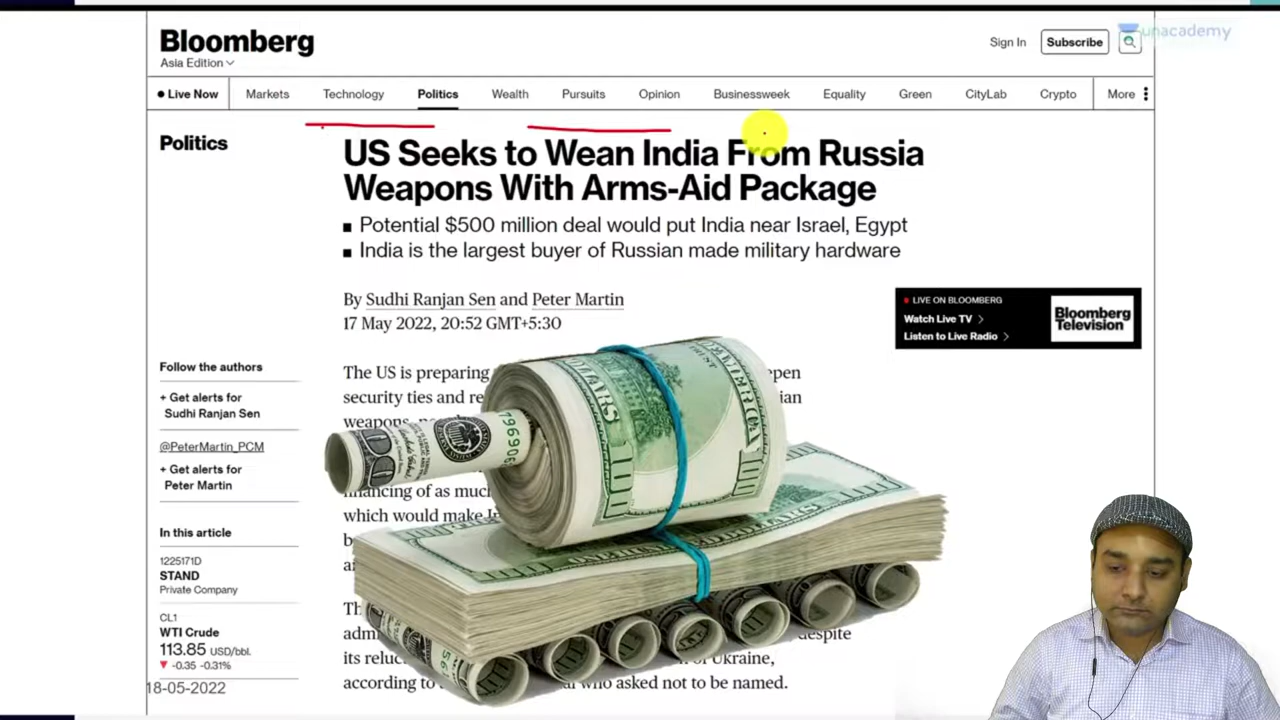 Bloomberg
Asia Edition
unacademy
Sign In
Subscribe
Live Now
Markets
Technology
Politics
Wealth
Pursuits
Opinion
Businessweek
Equality
Green
CityLab
Crypto
More
Politics
US Seeks to Wean India From Russia
Weapons With Arms-Aid Package
Potential $500 million deal would put India near Israel, Egypt
India is the largest buyer of Russian made military hardware
By Sudhi Ranjan Sen and Peter Martin
17 May 2022, 20:52 GMT+5:30
LIVE ON BLOOMBERG
Watch Live TV
Listen to Live Radio
Bloomberg
Television
Follow the authors
+ Get alerts for
Sudhi Ranjan Sen
@PeterMartin_PCM
+ Get alerts for
Peter Martin
In this article
1225171D
STAND
Private Company
CL1
WTI Crude
113.85 USD/bbl.
-0.35 -0.31%
18-05-2022
The US is preparing
security ties and
weapons
financing of as
which would make
despite
its
of Ukraine,
according to
who asked not to be named.